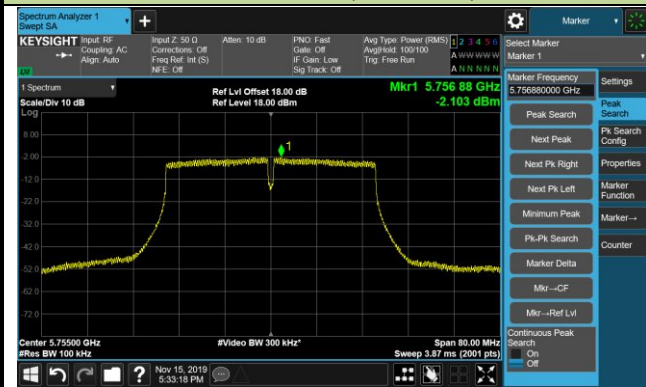 Spectrum Analyzer 1
Swept SA
Marker
KEYSIGHT Input: RF Input Z: 50 Ω Atten: 10 dB PNO: Fast Avg Type: Power (RMS) 1 2 3 4 5 6
Coupling: AC Corrections: Off Gate: Off Avg|Hold: 100/100 A W W W W W
Align: Auto Freq Ref: Int (S) IF Gain: Low Trig: Free Run
NFE: Off Sig Track: Off A N N N N N
Select Marker
Marker 1
1 Spectrum
Scale/Div 10 dB
Ref Lvl Offset 18.00 dB
Ref Level 18.00 dBm
Mkr1 5.756 88 GHz
-2.103 dBm
Log
8.00
-2.00
-12.0
-22.0
-32.0
-42.0
-52.0
-62.0
-72.0
1
Center 5.75500 GHz #Video BW 300 kHz* Span 80.00 MHz
#Res BW 100 kHz Sweep 3.87 ms (2001 pts)
Marker Frequency
5.756880000 GHz
Peak Search
Next Peak
Next Pk Right
Next Pk Left
Minimum Peak
Pk-Pk Search
Marker Delta
Mkr→CF
Mkr→Ref Lvl
Continuous Peak
Search
On
Off
Settings
Peak
Search
Pk Search
Config
Properties
Marker
Function
Marker→
Counter
Nov 15, 2019
5:33:18 PM